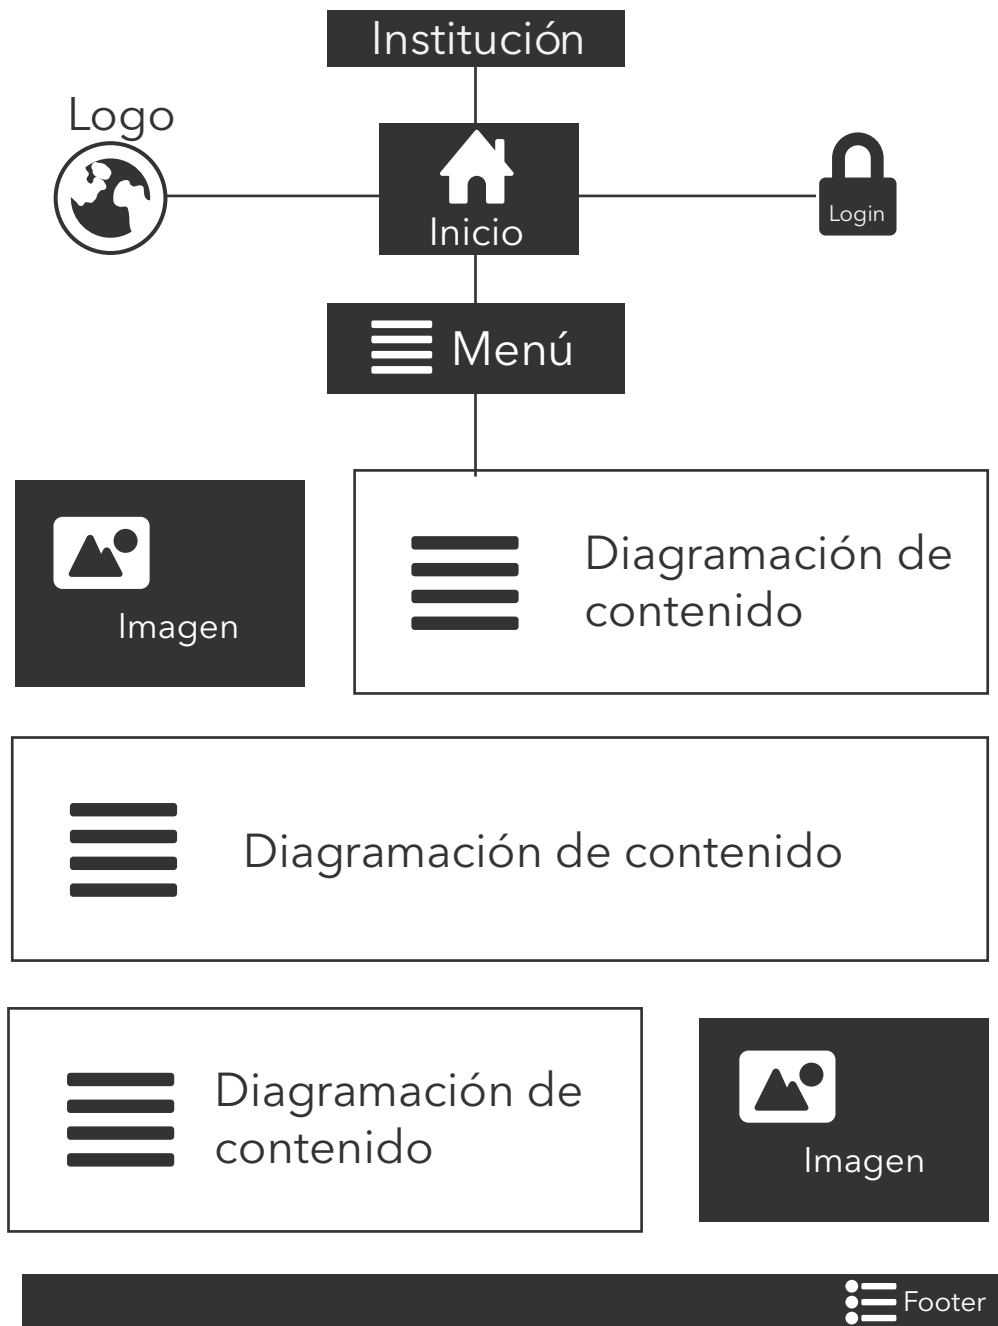 Institución
Logo
Login
Inicio
Menú
Imagen
Diagramación de
contenido
Diagramación de contenido
Diagramación de
contenido
Imagen
Footer